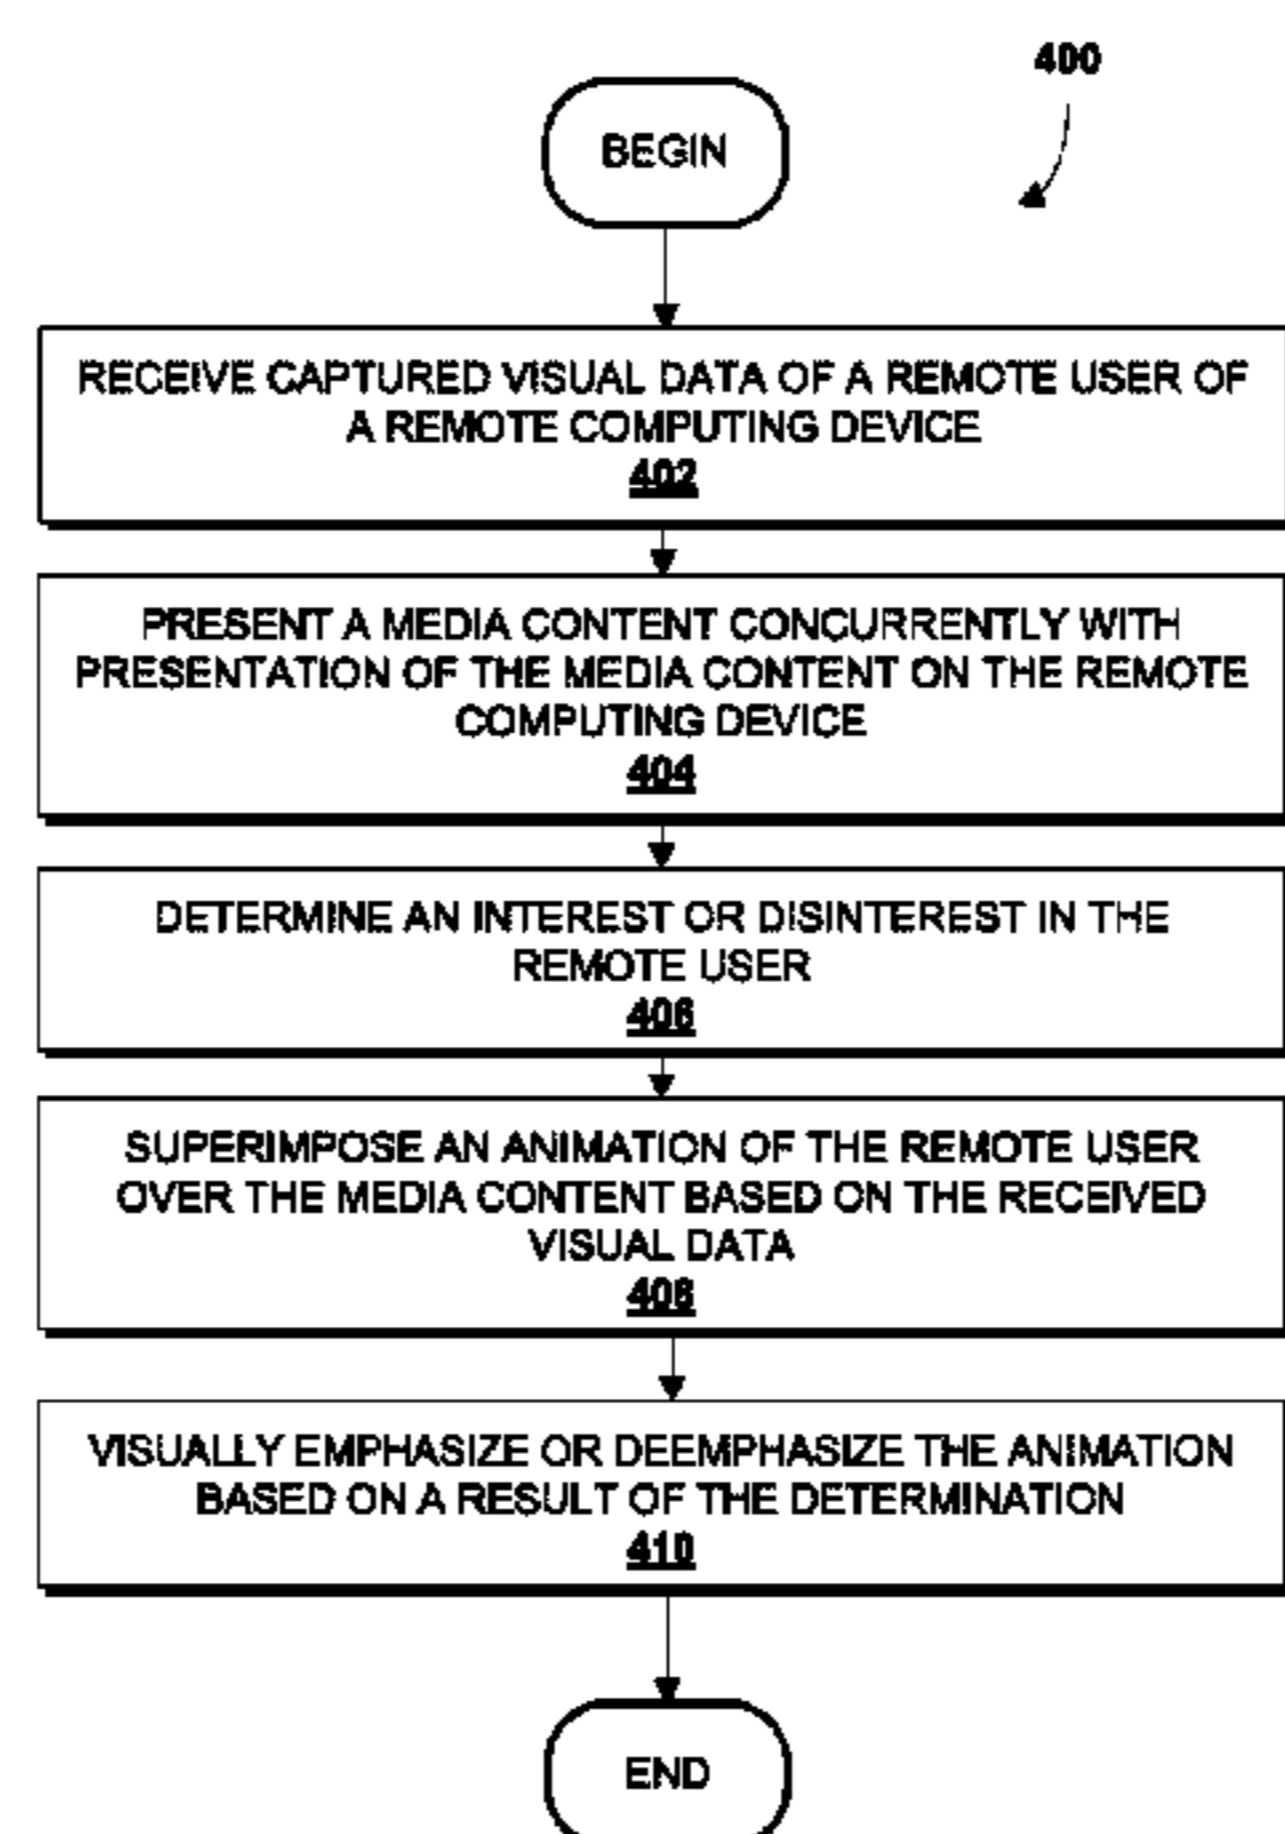 400
BEGIN
RECEIVE CAPTURED VISUAL DATA OF A REMOTE USER OF
A REMOTE COMPUTING DEVICE
402
PRESENT A MEDIA CONTENT CONCURRENTLY WITH
PRESENTATION OF THE MEDIA CONTENT ON THE REMOTE
COMPUTING DEVICE
404
DETERMINE AN INTEREST OR DISINTEREST IN THE
REMOTE USER
406
SUPERIMPOSE AN ANIMATION OF THE REMOTE USER
OVER THE MEDIA CONTENT BASED ON THE RECEIVED
VISUAL DATA
408
VISUALLY EMPHASIZE OR DEEMPHASIZE THE ANIMATION
BASED ON A RESULT OF THE DETERMINATION
410
END